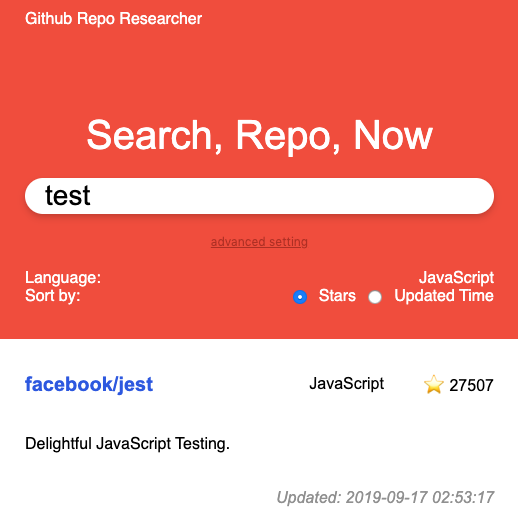 Github Repo Researcher
Search, Repo, Now
test
advanced setting
Language: JavaScript
Sort by: Stars Updated Time
facebook/jest JavaScript ⭐ 27507
Delightful JavaScript Testing.
Updated: 2019-09-17 02:53:17